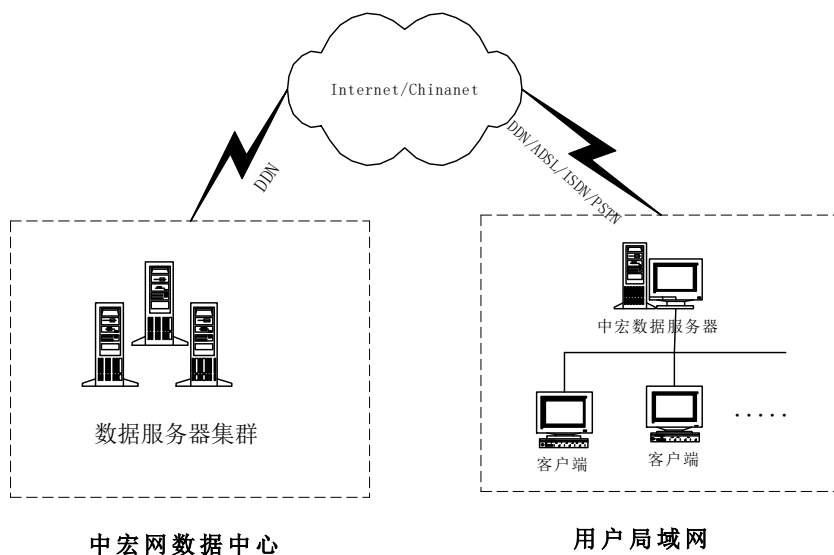 Internet/Chinanet
DDN
DDN/ADSL/ISDN/PSTN
数据服务器集群
中宏数据服务器
客户端
客户端
·····
中宏网数据中心
用户局域网